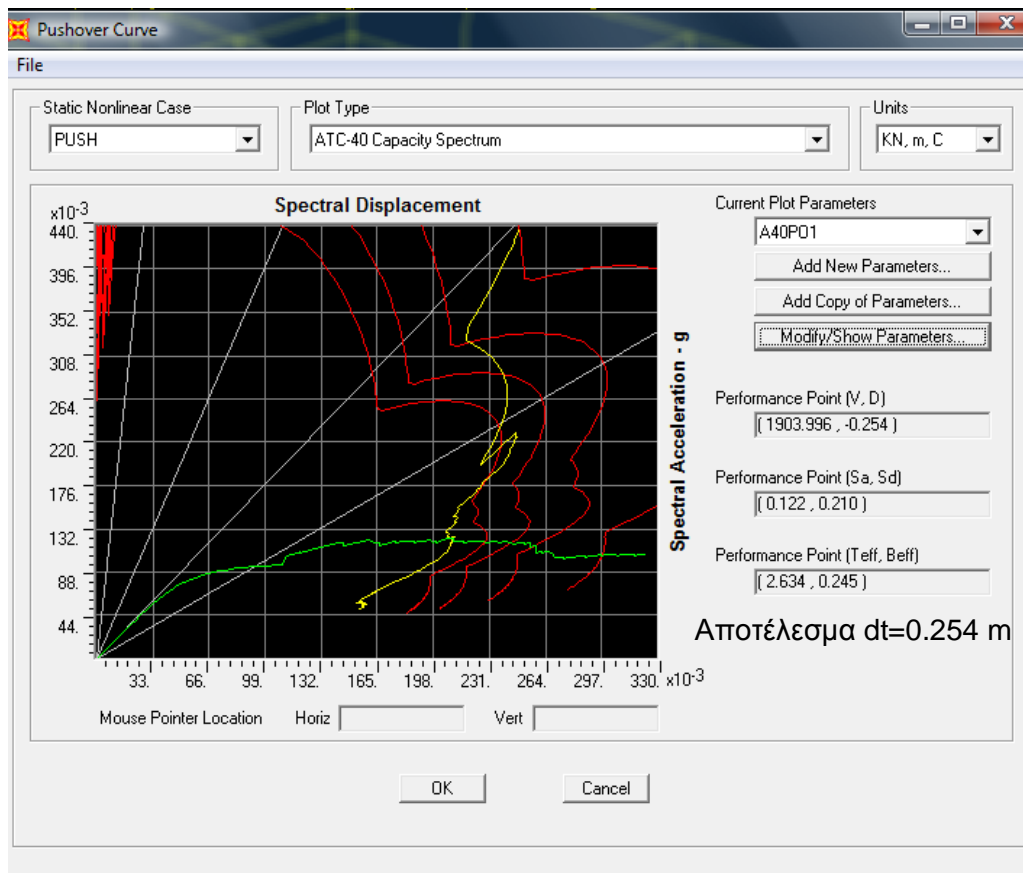 Pushover Curve
File
Static Nonlinear Case
PUSH
Plot Type
ATC-40 Capacity Spectrum
Units
KN, m, C
Spectral Displacement
x10-3
440.
396.
352.
308.
264.
220.
176.
132.
88.
44.
33. 66. 99. 132. 165. 198. 231. 264. 297. 330. x10-3
Spectral Acceleration - g
Mouse Pointer Location Horiz Vert
Current Plot Parameters
A40PO1
Add New Parameters...
Add Copy of Parameters...
Modify/Show Parameters...
Performance Point (V, D)
( 1903.996 , -0.254 )
Performance Point (Sa, Sd)
( 0.122 , 0.210 )
Performance Point (Teff, Beff)
( 2.634 , 0.245 )
Αποτέλεσμα dt=0.254 m
OK Cancel